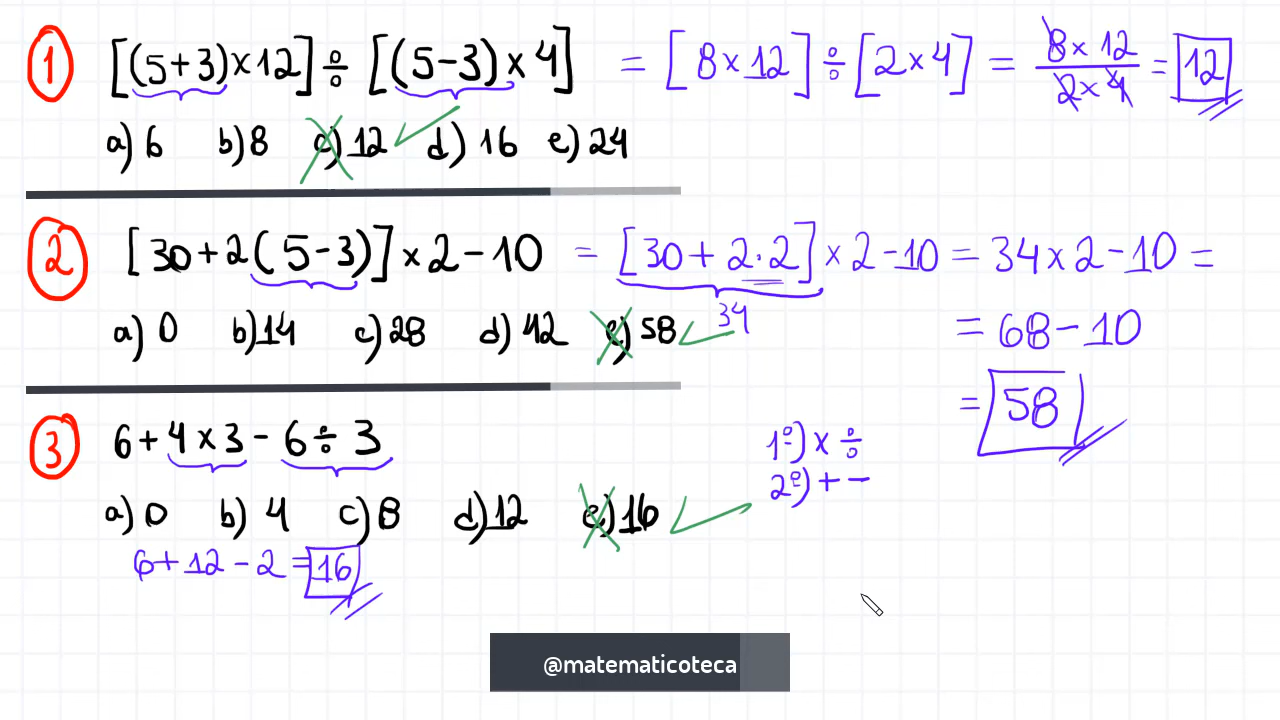 1 [(5+3)×12]÷[(5-3)×4] = [8×12]÷[2×4] = 8×12/2×4 = 12
a) 6 b) 8 c) 12 d) 16 e) 24
2 [30+2(5-3)]×2-10 = [30+2·2]×2-10 = 34×2-10 =
34
a) 0 b) 14 c) 28 d) 42 e) 58
= 68-10
= 58
3 6+4×3-6÷3
1º) × ÷
2º) + -
a) 0 b) 4 c) 8 d) 12 e) 16
6+12-2=16
@matematicoteca